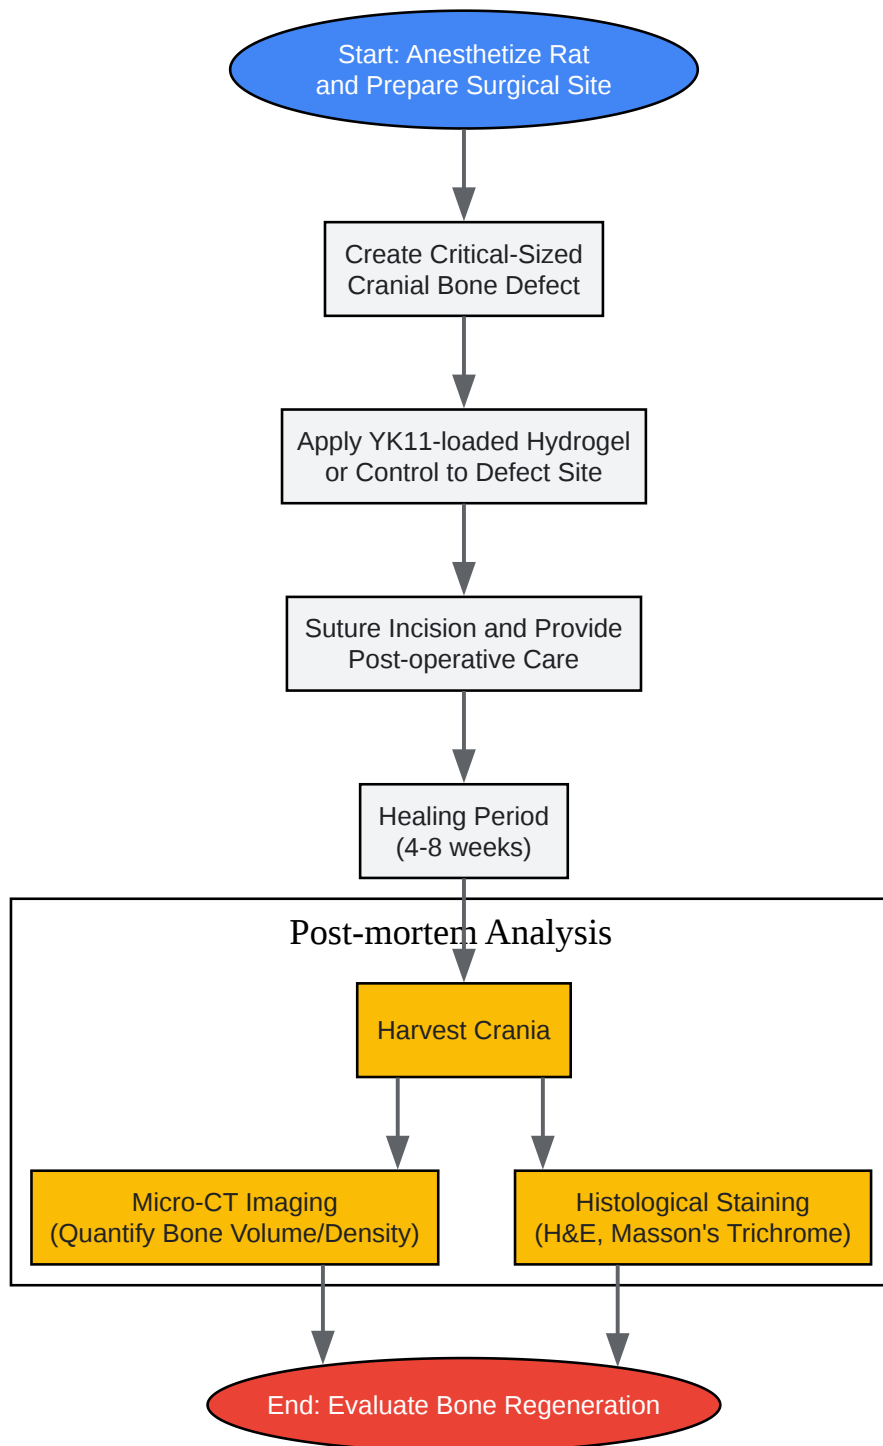 Start: Anesthetize Rat
and Prepare Surgical Site
Create Critical-Sized
Cranial Bone Defect
Apply YK11-loaded Hydrogel
or Control to Defect Site
Suture Incision and Provide
Post-operative Care
Healing Period
(4-8 weeks)
Post-mortem Analysis
Harvest Crania
Micro-CT Imaging
(Quantify Bone Volume/Density)
Histological Staining
(H&E, Masson's Trichrome)
End: Evaluate Bone Regeneration